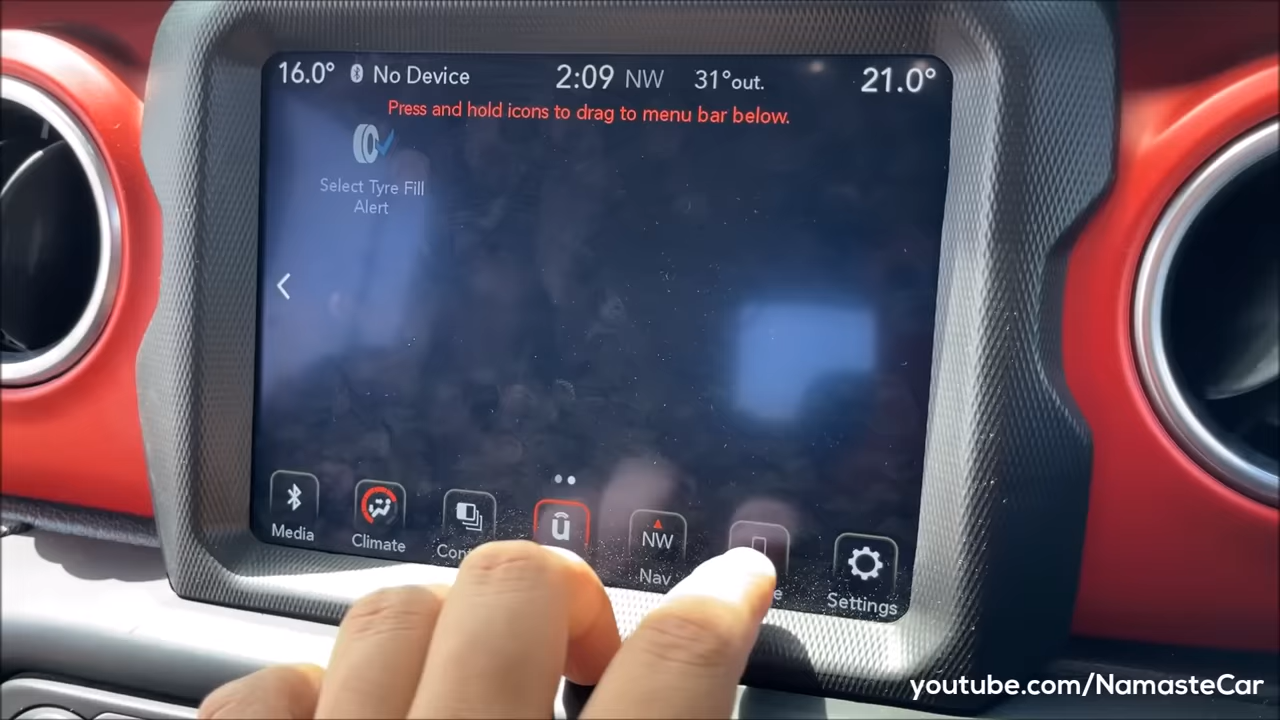 16.0° No Device 2:09 NW 31°out. 21.0°
Press and hold icons to drag to menu bar below.
Select Tyre Fill
Alert
Media
Climate
û
NW
Nav
Settings
youtube.com/NamasteCar